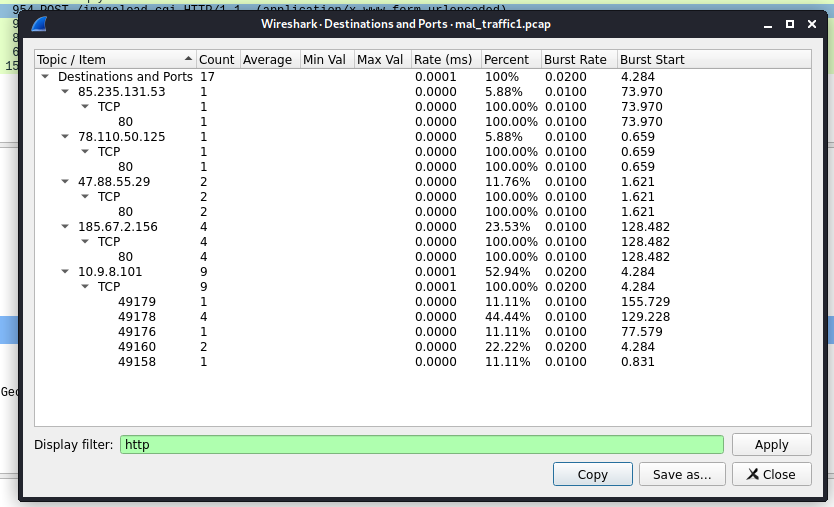 954 POST /imageload.cgi HTTP/1.1 (application/x-www-form-urlencoded)
Wireshark · Destinations and Ports · mal_traffic1.pcap
Topic / Item Count Average Min Val Max Val Rate (ms) Percent Burst Rate Burst Start
Destinations and Ports 17 0.0001 100% 0.0200 4.284
85.235.131.53 1 0.0000 5.88% 0.0100 73.970
TCP 1 0.0000 100.00% 0.0100 73.970
80 1 0.0000 100.00% 0.0100 73.970
78.110.50.125 1 0.0000 5.88% 0.0100 0.659
TCP 1 0.0000 100.00% 0.0100 0.659
80 1 0.0000 100.00% 0.0100 0.659
47.88.55.29 2 0.0000 11.76% 0.0100 1.621
TCP 2 0.0000 100.00% 0.0100 1.621
80 2 0.0000 100.00% 0.0100 1.621
185.67.2.156 4 0.0000 23.53% 0.0100 128.482
TCP 4 0.0000 100.00% 0.0100 128.482
80 4 0.0000 100.00% 0.0100 128.482
10.9.8.101 9 0.0001 52.94% 0.0200 4.284
TCP 9 0.0001 100.00% 0.0200 4.284
49179 1 0.0000 11.11% 0.0100 155.729
49178 4 0.0000 44.44% 0.0100 129.228
49176 1 0.0000 11.11% 0.0100 77.579
49160 2 0.0000 22.22% 0.0200 4.284
49158 1 0.0000 11.11% 0.0100 0.831
Display filter: http Apply
Copy Save as... Close